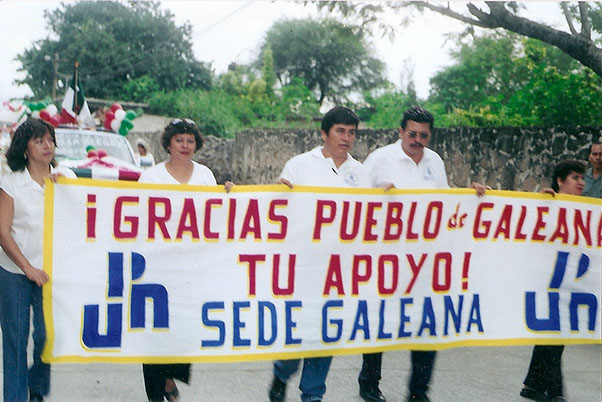 ¡GRACIAS PUEBLO de GALEANA
TU APOYO!
SEDE GALEANA
upn
upn